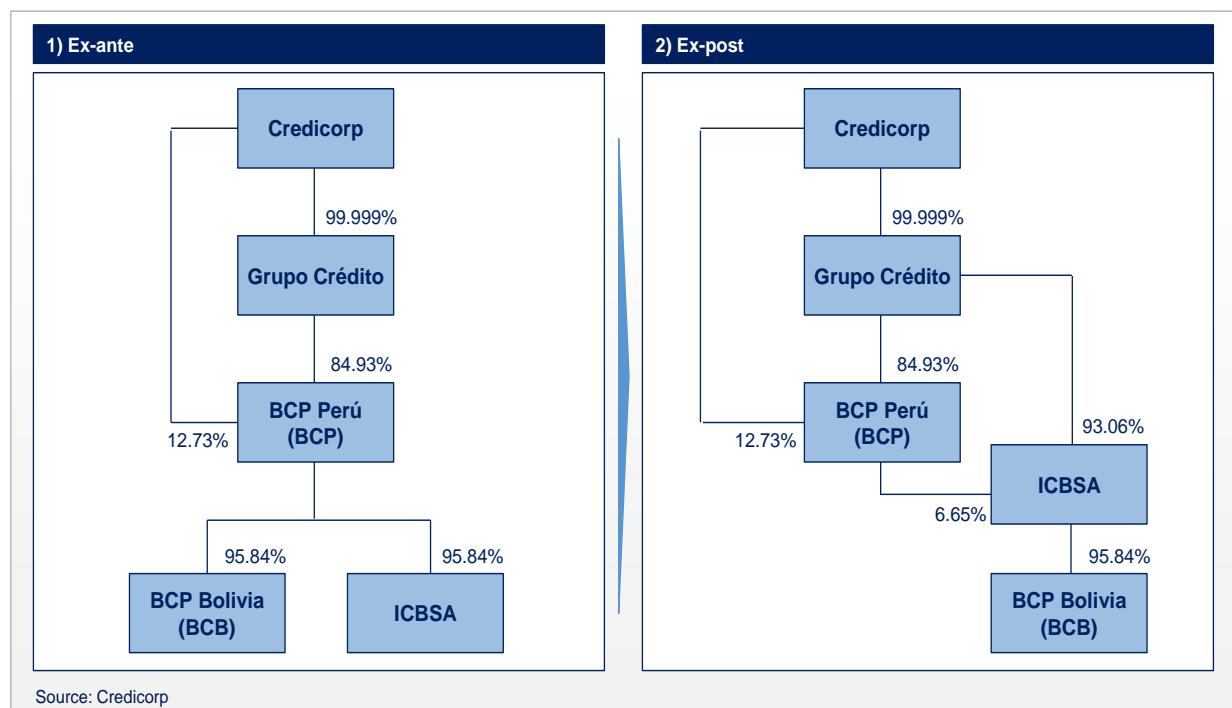 1) Ex-ante
Credicorp
99.999%
Grupo Crédito
84.93%
BCP Perú
(BCP)
12.73%
95.84%
95.84%
BCP Bolivia
(BCB)
ICBSA
2) Ex-post
Credicorp
99.999%
Grupo Crédito
84.93%
BCP Perú
(BCP)
12.73%
93.06%
ICBSA
6.65%
95.84%
BCP Bolivia
(BCB)
Source: Credicorp